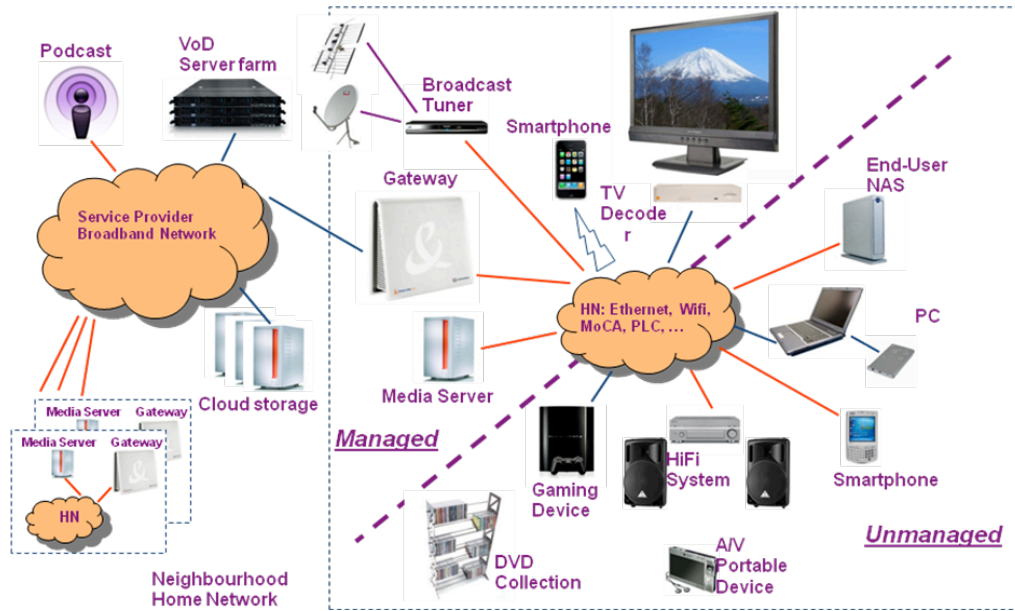 Podcast
VoD
Server farm
Broadcast
Tuner
Smartphone
End-User
NAS
Gateway
TV
Decode
r
Service Provider
Broadband Network
HN: Ethernet, Wifi,
MoCA, PLC, ...
PC
Media Server
Cloud storage
Managed
Media Server
Gateway
Media Server
Gateway
HN
Gaming
Device
HiFi
System
Smartphone
Unmanaged
DVD
Collection
A/V
Portable
Device
Neighbourhood
Home Network
&